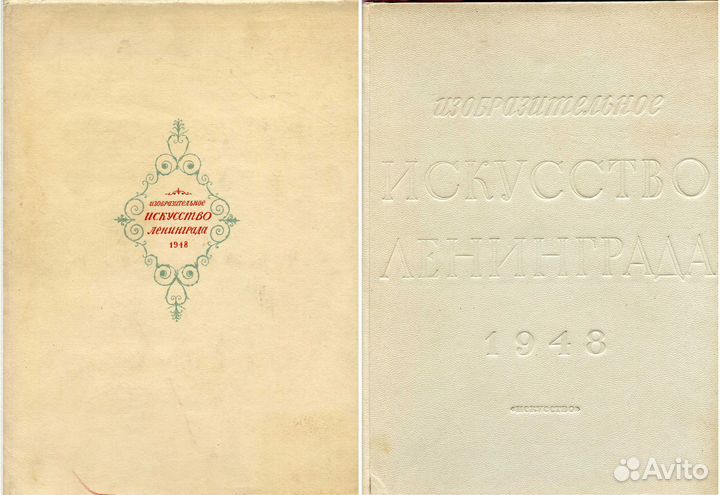 изобразительное
ИСКУССТВО
Ленинграда
1948
изобразительное
ИСКУССТВО
ЛЕНИНГРАДА
1948
«ИСКУССТВО»
Avito